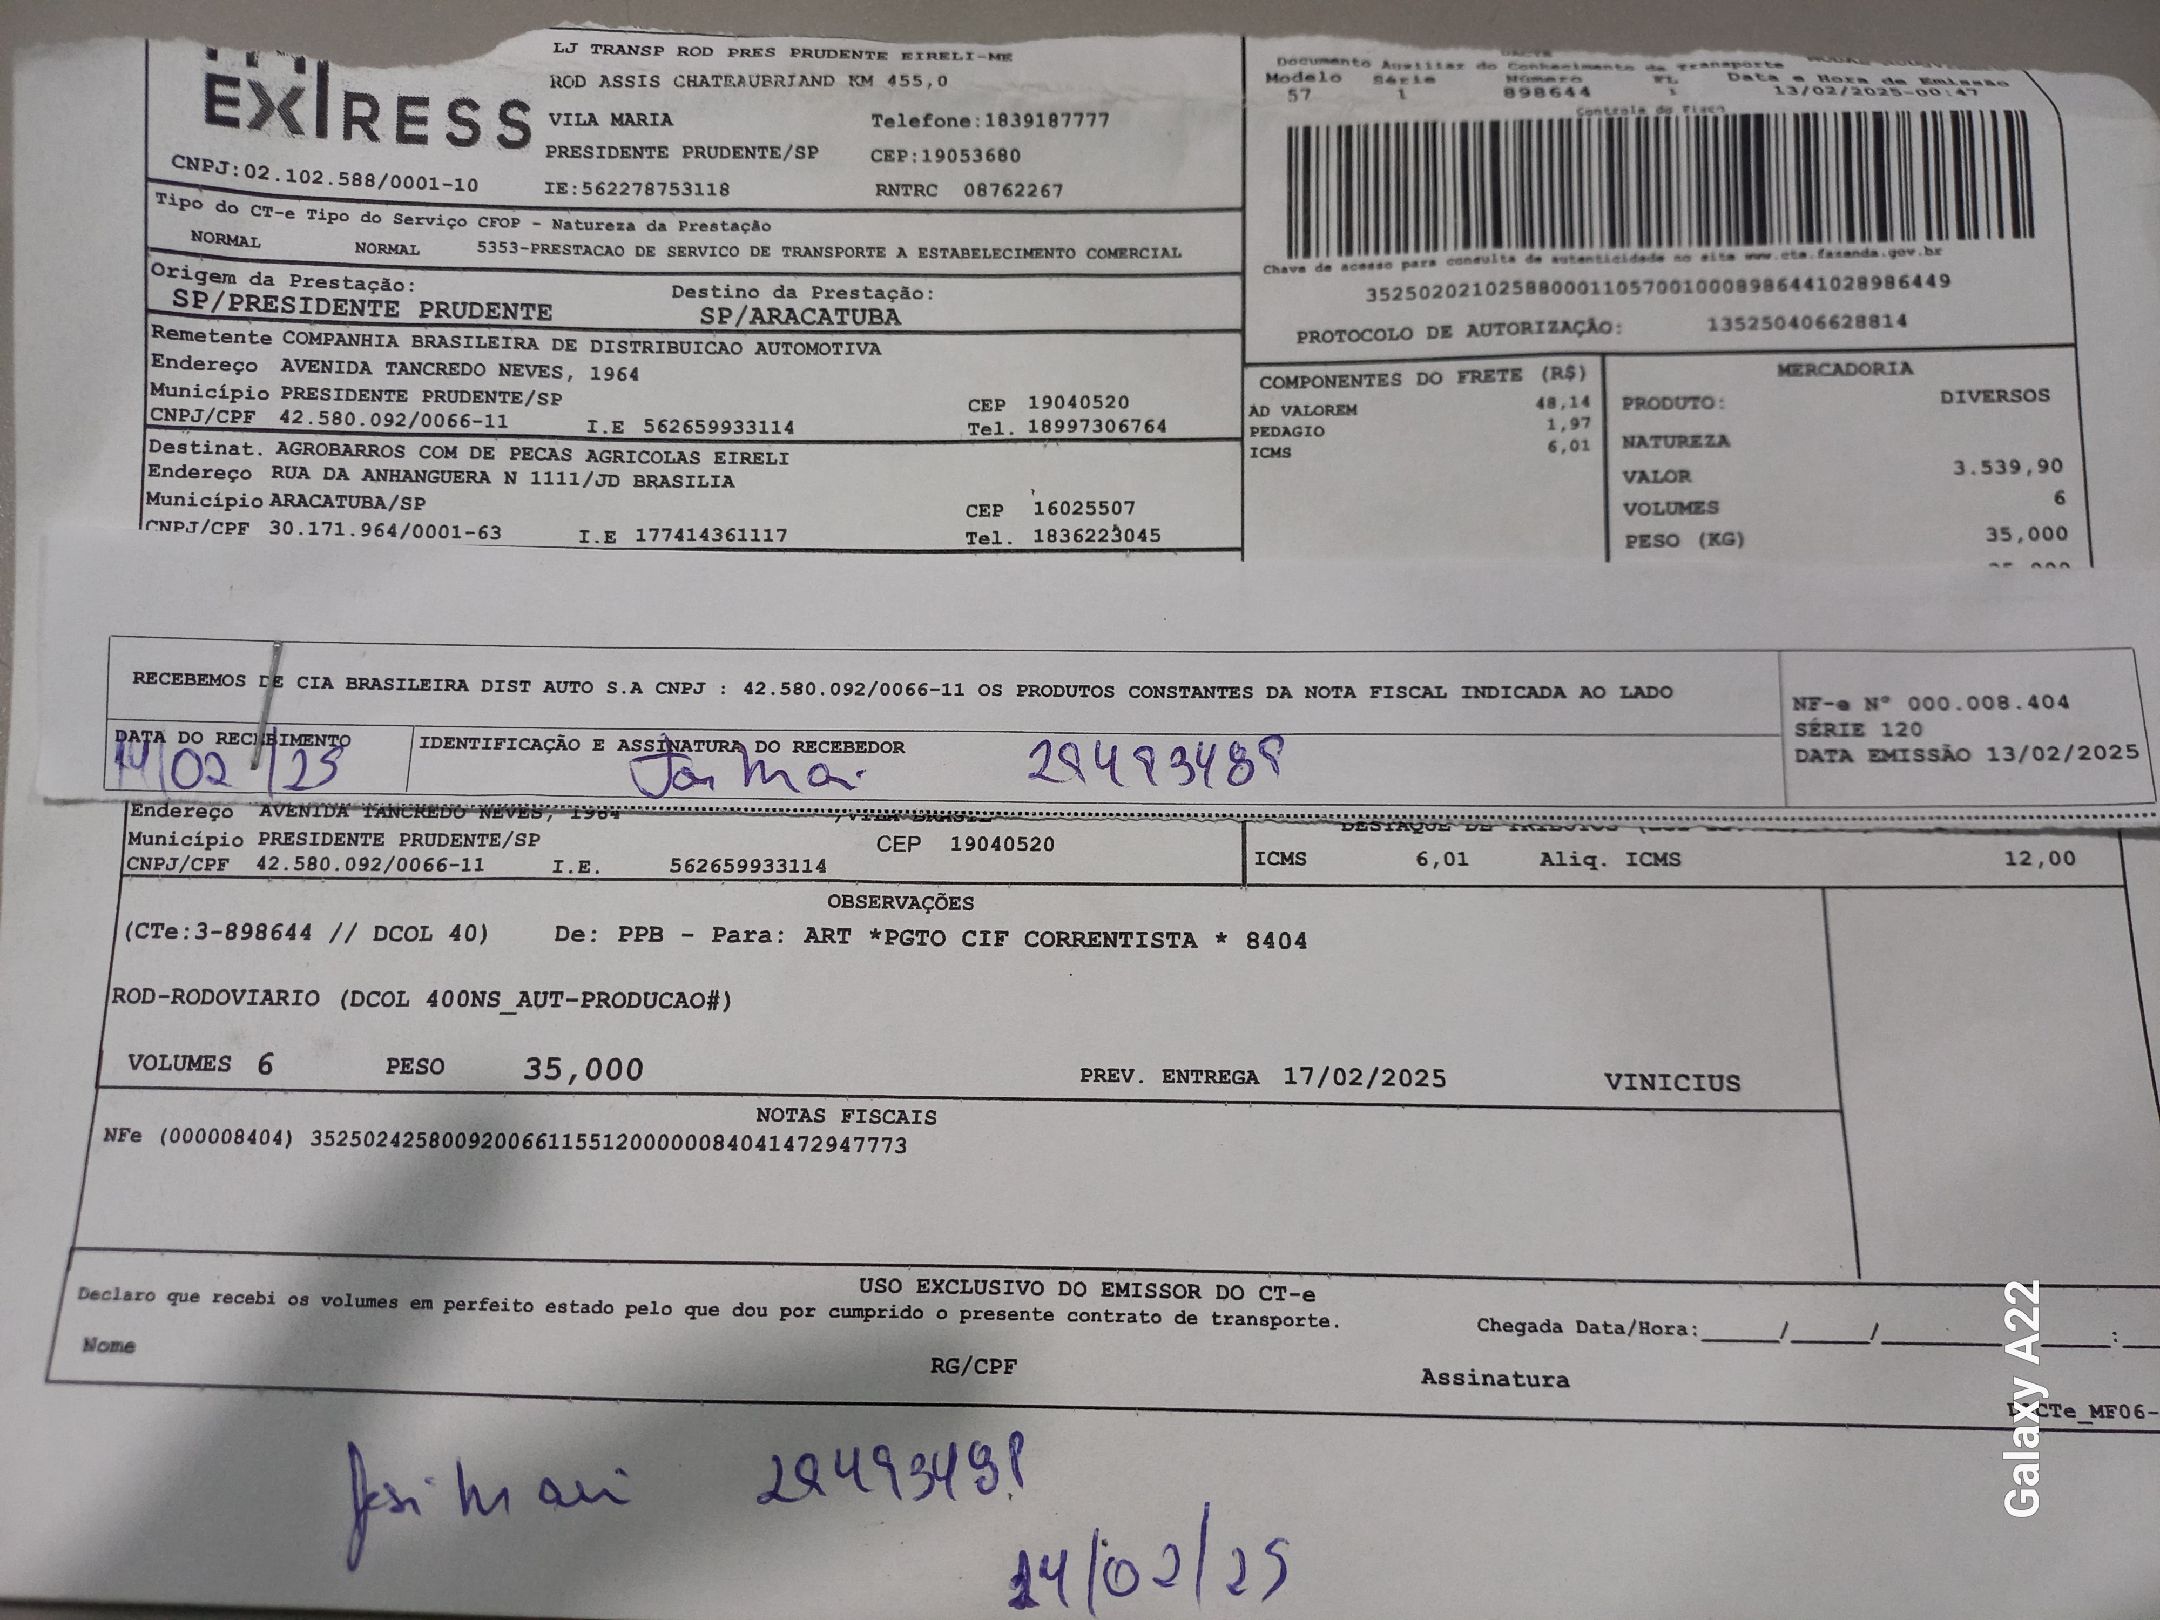 EXPRESS
LJ TRANSP ROD PRES PRUDENTE EIRELI-ME
ROD ASSIS CHATEAUBRIAND KM 455,0
VILA MARIA Telefone:1839187777
PRESIDENTE PRUDENTE/SP CEP:19053680
CNPJ:02.102.588/0001-10 IE:562278753118 RNTRC 08762267
Documento Auxiliar do Conhecimento de Transporte
Modelo Série Número FL Data e Hora de Emissão
57 1 898644 1 13/02/2025-00:47
Controle do Fisco
Chave de acesso para consulta de autenticidade no site www.cte.fazenda.gov.br
35250202102588000110570010008986441028986449
PROTOCOLO DE AUTORIZAÇÃO: 135250406628814
Tipo do CT-e Tipo do Serviço CFOP - Natureza da Prestação
NORMAL NORMAL 5353-PRESTACAO DE SERVICO DE TRANSPORTE A ESTABELECIMENTO COMERCIAL
Origem da Prestação: Destino da Prestação:
SP/PRESIDENTE PRUDENTE SP/ARACATUBA
Remetente COMPANHIA BRASILEIRA DE DISTRIBUICAO AUTOMOTIVA
Endereço AVENIDA TANCREDO NEVES, 1964
Município PRESIDENTE PRUDENTE/SP CEP 19040520
CNPJ/CPF 42.580.092/0066-11 I.E 562659933114 Tel. 18997306764
Destinat. AGROBARROS COM DE PECAS AGRICOLAS EIRELI
Endereço RUA DA ANHANGUERA N 1111/JD BRASILIA
Município ARACATUBA/SP CEP 16025507
CNPJ/CPF 30.171.964/0001-63 I.E 177414361117 Tel. 1836223045
COMPONENTES DO FRETE (R$)
AD VALOREM 48,14
PEDAGIO 1,97
ICMS 6,01
MERCADORIA
PRODUTO: DIVERSOS
NATUREZA
VALOR 3.539,90
VOLUMES 6
PESO (KG) 35,000
RECEBEMOS DE CIA BRASILEIRA DIST AUTO S.A CNPJ : 42.580.092/0066-11 OS PRODUTOS CONSTANTES DA NOTA FISCAL INDICADA AO LADO
NF-e Nº 000.008.404
SÉRIE 120
DATA EMISSÃO 13/02/2025
DATA DO RECEBIMENTO IDENTIFICAÇÃO E ASSINATURA DO RECEBEDOR
14/02/25
Endereço AVENIDA TANCREDO NEVES, 1964
Município PRESIDENTE PRUDENTE/SP CEP 19040520
CNPJ/CPF 42.580.092/0066-11 I.E. 562659933114
ICMS 6,01 Aliq. ICMS 12,00
OBSERVAÇÕES
(CTe:3-898644 // DCOL 40) De: PPB - Para: ART *PGTO CIF CORRENTISTA * 8404
ROD-RODOVIARIO (DCOL 400NS_AUT-PRODUCAO#)
VOLUMES 6 PESO 35,000 PREV. ENTREGA 17/02/2025 VINICIUS
NOTAS FISCAIS
NFe (000008404) 35250242580092006611551200000084041472947773
USO EXCLUSIVO DO EMISSOR DO CT-e
Declaro que recebi os volumes em perfeito estado pelo que dou por cumprido o presente contrato de transporte.
Chegada Data/Hora:_____/_____/_______ ____:__
Nome RG/CPF Assinatura
CTe_MF06-
14/02/25
Galaxy A22